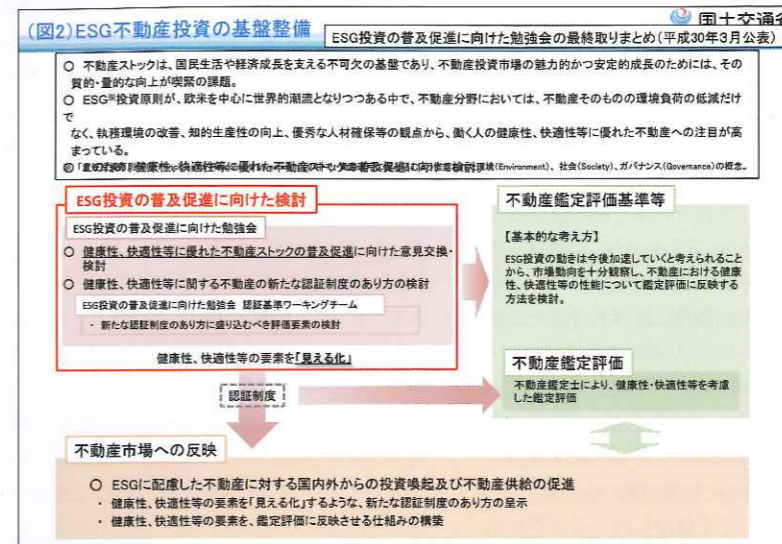 (図2)ESG不動産投資の基盤整備
国土交通
ESG投資の普及促進に向けた勉強会の最終取りまとめ(平成30年3月公表)
○ 不動産ストックは、国民生活や経済成長を支える不可欠の基盤であり、不動産投資市場の魅力的かつ安定的成長のためには、その
質的・量的な向上が喫緊の課題。
○ ESG※投資原則が、欧米を中心に世界的潮流となりつつある中で、不動産分野においては、不動産そのものの環境負荷の低減だけ
で
なく、執務環境の改善、知的生産性の向上、優秀な人材確保等の観点から、働く人の健康性、快適性等に優れた不動産への注目が高
まっている。
健康性、快適性等に優れた不動産ストックの普及促進に向けて検討
環境(Environment)、社会(Society)、ガバナンス(Governance)の概念。
ESG投資の普及促進に向けた検討
ESG投資の普及促進に向けた勉強会
○ 健康性、快適性等に優れた不動産ストックの普及促進に向けた意見交換・
検討
○ 健康性、快適性等に関する不動産の新たな認証制度のあり方の検討
ESG投資の普及促進に向けた勉強会 認証基準ワーキングチーム
・ 新たな認証制度のあり方に盛り込むべき評価要素の検討
健康性、快適性等の要素を「見える化」
不動産鑑定評価基準等
【基本的な考え方】
ESG投資の動きは今後加速していくと考えられること
から、市場動向を十分観察し、不動産における健康
性、快適性等の性能について鑑定評価に反映する
方法を検討。
不動産鑑定評価
不動産鑑定士により、健康性・快適性等を考慮
した鑑定評価
認証制度
不動産市場への反映
○ ESGに配慮した不動産に対する国内外からの投資喚起及び不動産供給の促進
・ 健康性、快適性等の要素を「見える化」するような、新たな認証制度のあり方の呈示
・ 健康性、快適性等の要素を、鑑定評価に反映させる仕組みの構築